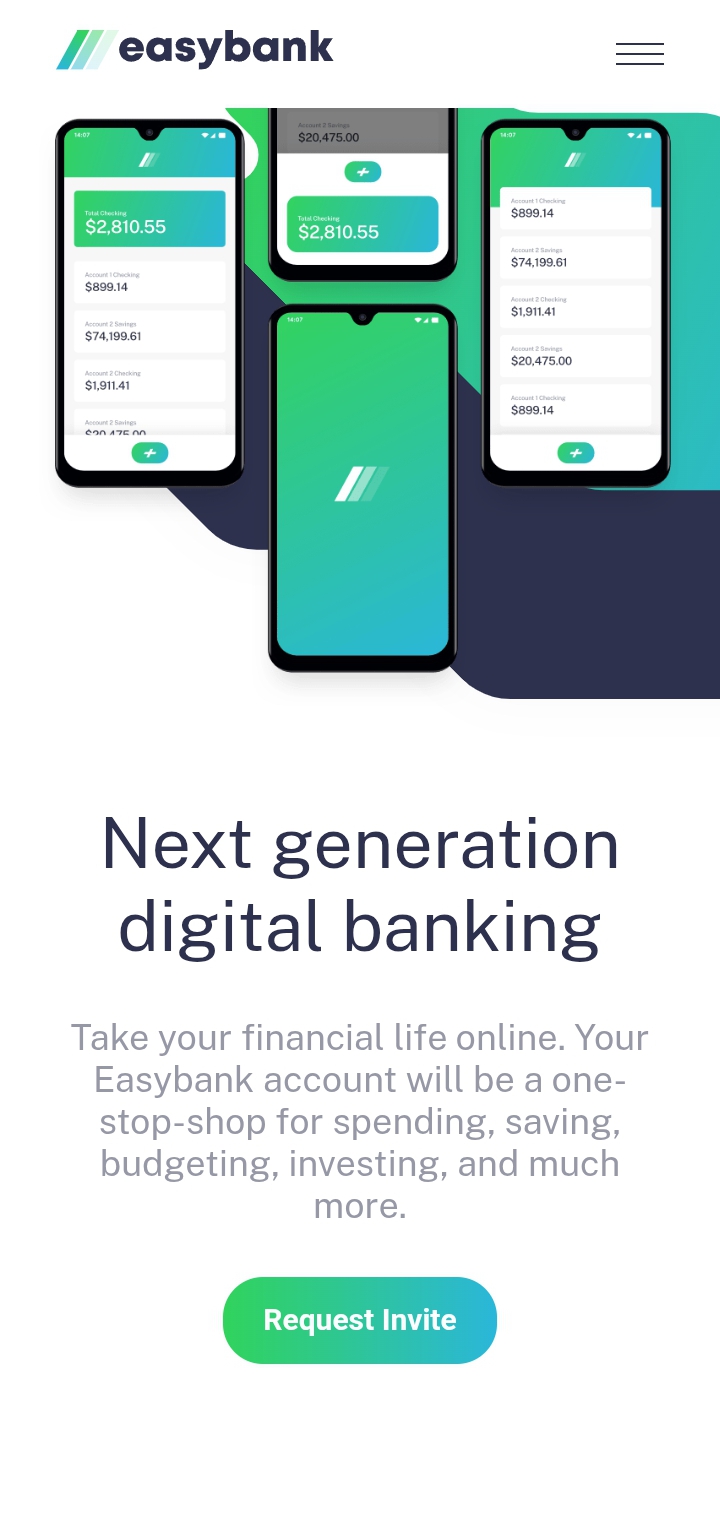 easybank
14:07
Total Checking
$2,810.55
Account 1 Checking
$899.14
Account 2 Savings
$74,199.61
Account 2 Checking
$1,911.41
Account 2 Savings
$20,475.00
Account 2 Savings
$20,475.00
Total Checking
$2,810.55
14:07
14:07
Account 1 Checking
$899.14
Account 2 Savings
$74,199.61
Account 2 Checking
$1,911.41
Account 2 Savings
$20,475.00
Account 1 Checking
$899.14
Next generation
digital banking
Take your financial life online. Your
Easybank account will be a one-
stop-shop for spending, saving,
budgeting, investing, and much
more.
Request Invite